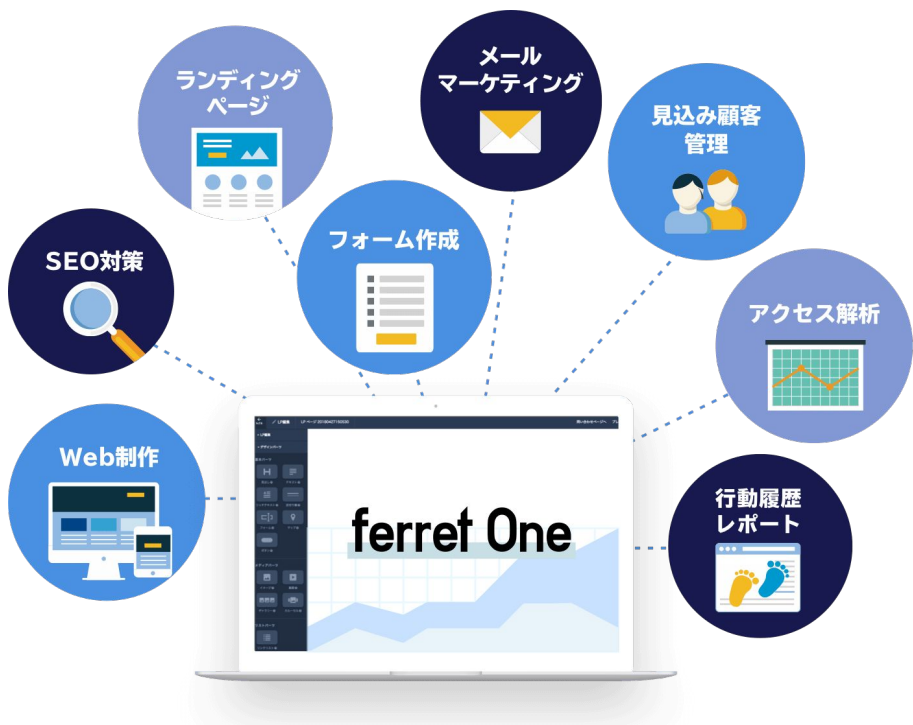 ランディング
ページ
メール
マーケティング
見込み顧客
管理
フォーム作成
SEO対策
アクセス解析
Web制作
行動履歴
レポート
ferret One